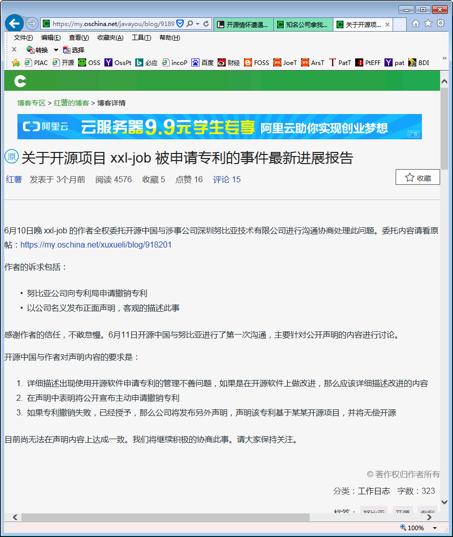 https://my.oschina.net/javayou/blog/9189
开源情怀遭遇...
知名公司拿我...
关于开源项...
文件(F) 编辑(E) 查看(V) 收藏夹(A) 工具(T) 帮助(H)
转换 选择
PIAC 开源 OSS YossPt 必应 incoP 百度 财经 FOSS JoeT ArsT PatT PtEFF pat BDI
博客专区 > 红薯的博客 > 博客详情
阿里云 云服务器9.9元学生专享 阿里云助你实现创业梦想
原 关于开源项目 xxl-job 被申请专利的事件最新进展报告
红薯 发表于 3个月前 阅读 4576 收藏 5 点赞 16 评论 15
收藏
6月10日晚 xxl-job 的作者全权委托开源中国与涉事公司深圳努比亚技术有限公司进行沟通协商处理此问题。委托内容请看原
帖：https://my.oschina.net/xuxueli/blog/918201
作者的诉求包括：
• 努比亚公司向专利局申请撤销专利
• 以公司名义发布正面声明，客观的描述此事
感谢作者的信任，不敢怠慢。6月11日开源中国与努比亚进行了第一次沟通，主要针对公开声明的内容进行讨论。
开源中国与作者对声明内容的要求是：
1. 详细描述出现使用开源软件申请专利的管理不善问题，如果是在开源软件上做改进，那么应该详细描述改进的内容
2. 在声明中表明将公开宣布主动申请撤销专利
3. 如果专利撤销失败，已经授予，那么公司将发布另外声明，声明该专利基于某某开源项目，并将无偿开源
目前尚无法在声明内容上达成一致。我们将继续积极的协商此事。请大家保持关注。
© 著作权归作者所有
分类：工作日志 字数：323
标签： 努比亚 开源 专利
100%